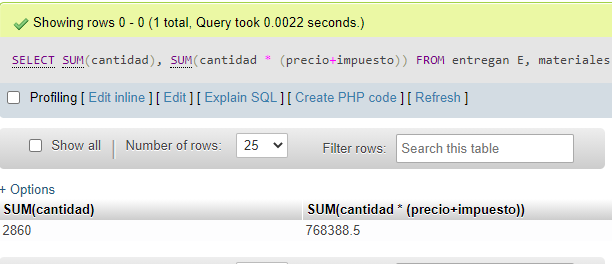 Showing rows 0 - 0 (1 total, Query took 0.0022 seconds.)
SELECT SUM(cantidad), SUM(cantidad * (precio+impuesto)) FROM entregan E, materiales
Profiling [ Edit inline ] [ Edit ] [ Explain SQL ] [ Create PHP code ] [ Refresh ]
Show all | Number of rows: 25 Filter rows: Search this table
+ Options
SUM(cantidad) SUM(cantidad * (precio+impuesto))
2860 768388.5